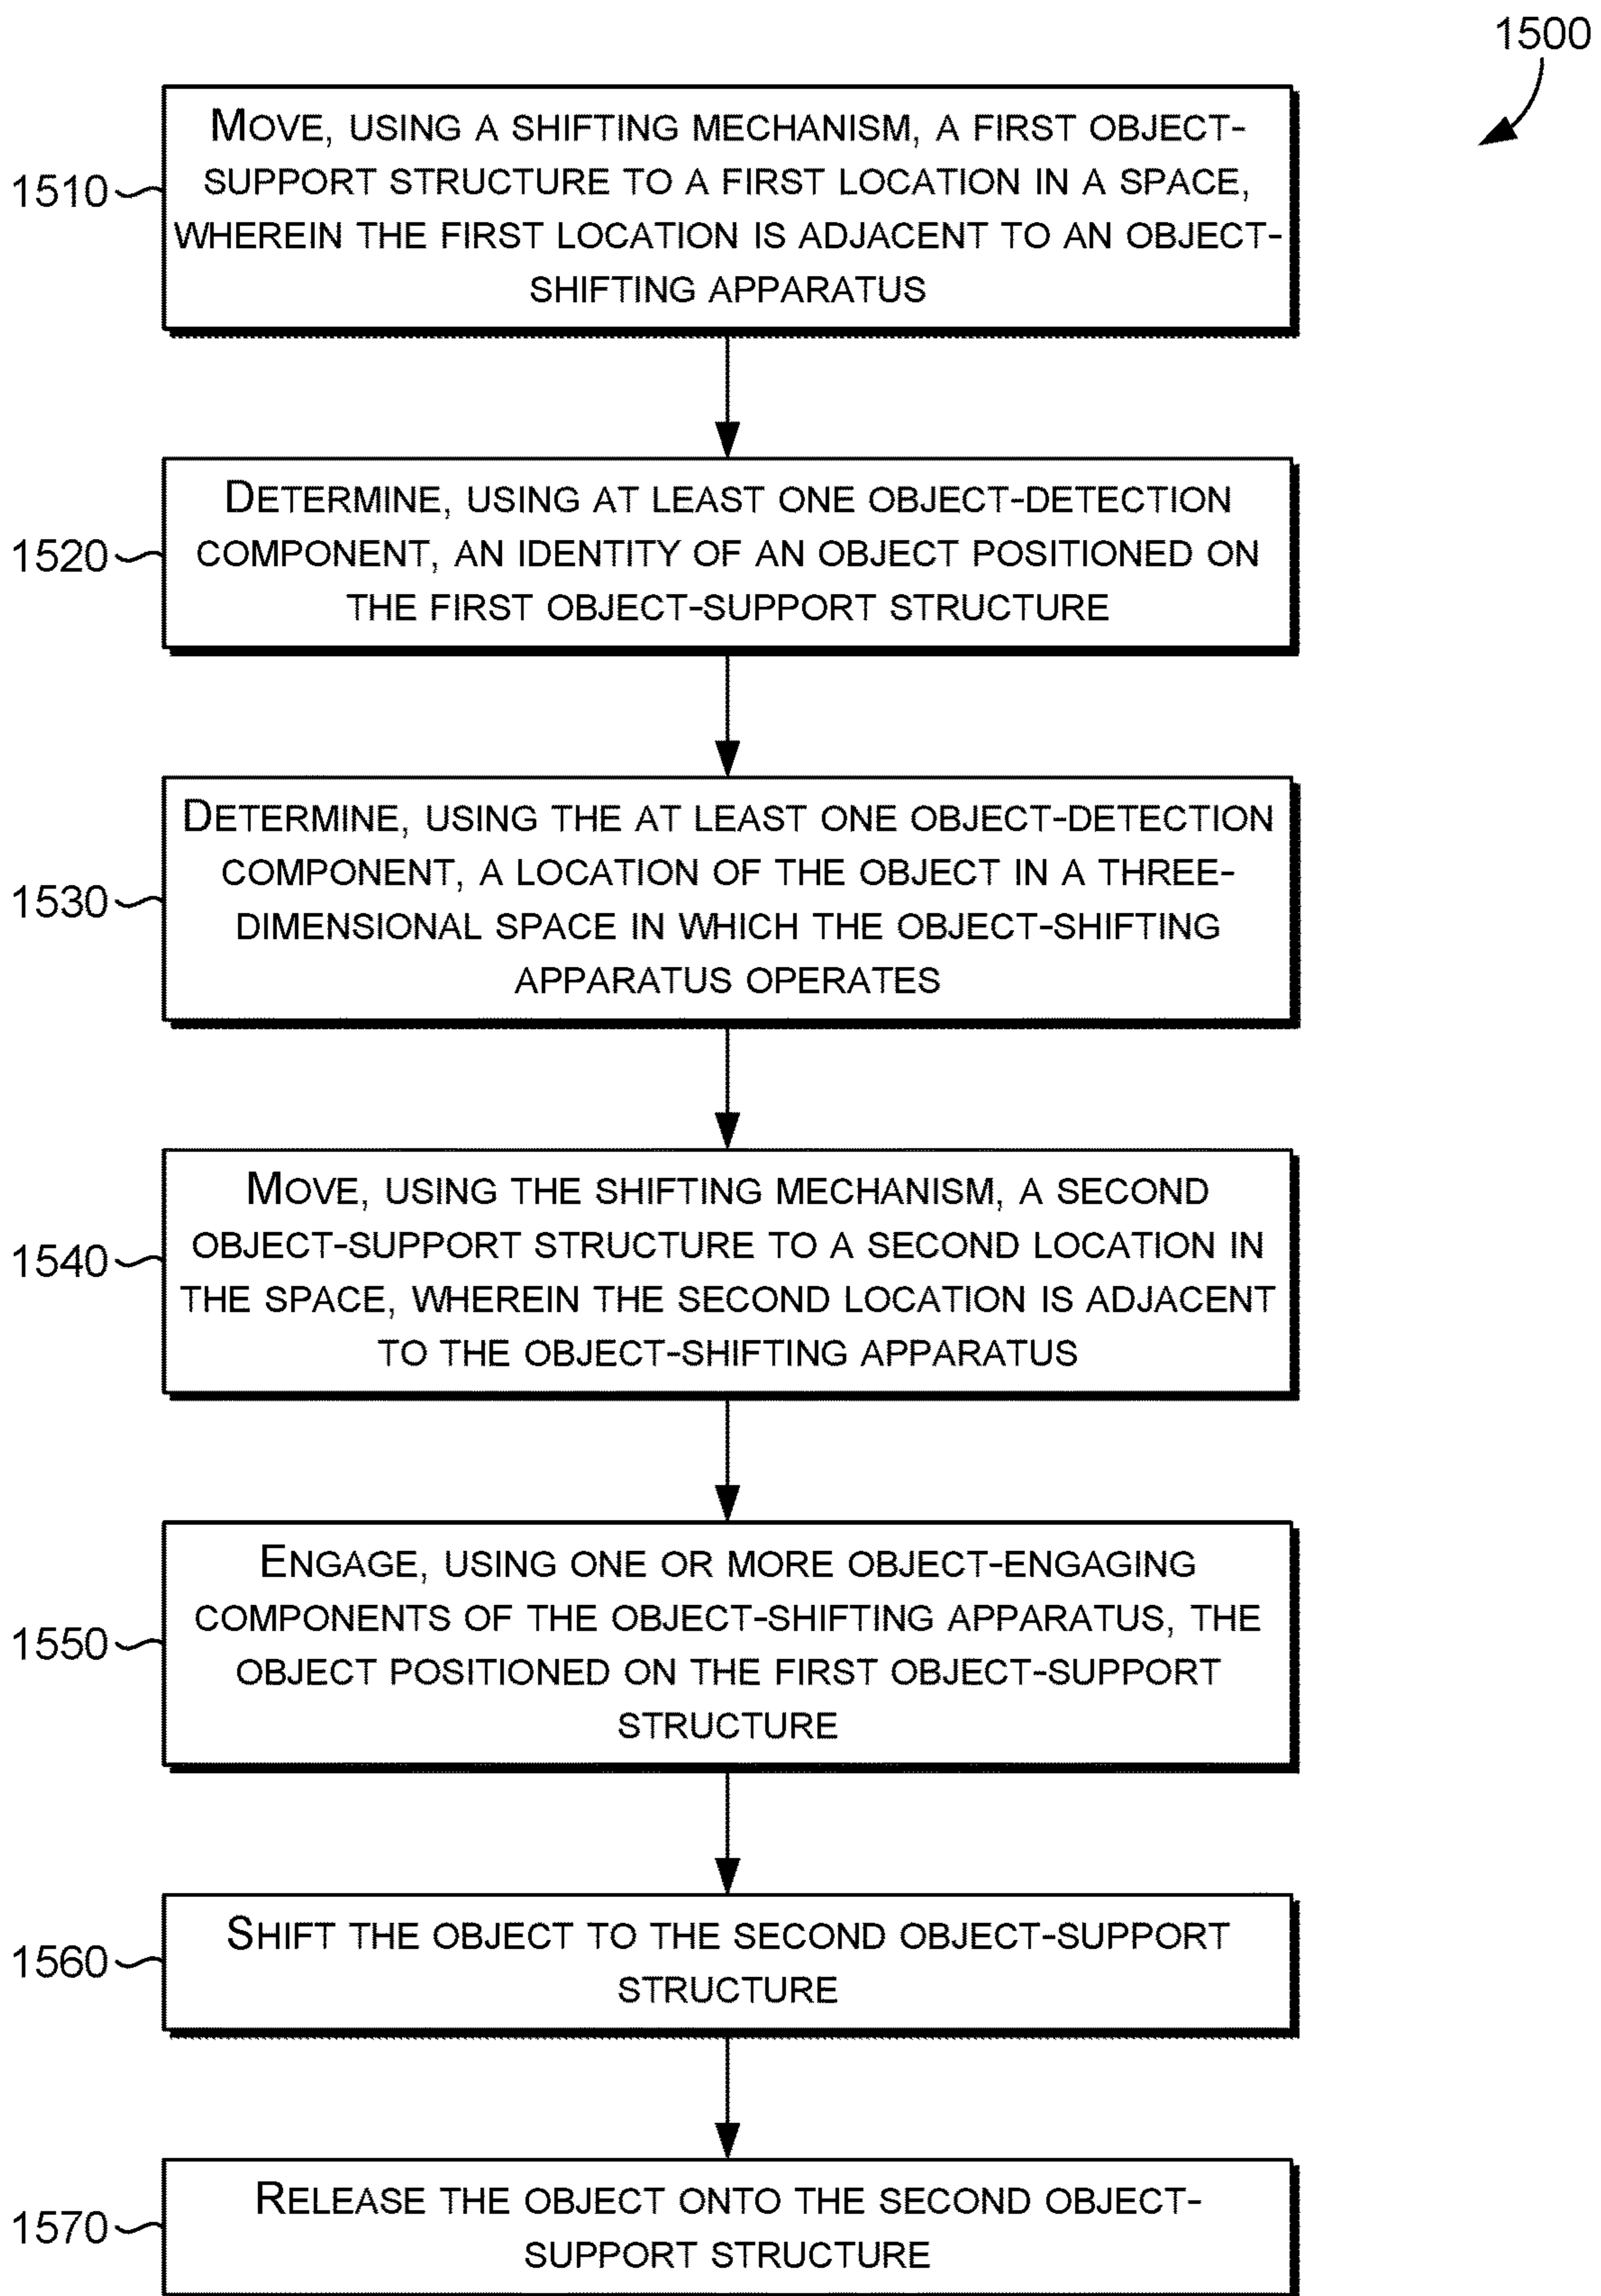 1500
1510
MOVE, USING A SHIFTING MECHANISM, A FIRST OBJECT-
SUPPORT STRUCTURE TO A FIRST LOCATION IN A SPACE,
WHEREIN THE FIRST LOCATION IS ADJACENT TO AN OBJECT-
SHIFTING APPARATUS
1520
DETERMINE, USING AT LEAST ONE OBJECT-DETECTION
COMPONENT, AN IDENTITY OF AN OBJECT POSITIONED ON
THE FIRST OBJECT-SUPPORT STRUCTURE
1530
DETERMINE, USING THE AT LEAST ONE OBJECT-DETECTION
COMPONENT, A LOCATION OF THE OBJECT IN A THREE-
DIMENSIONAL SPACE IN WHICH THE OBJECT-SHIFTING
APPARATUS OPERATES
1540
MOVE, USING THE SHIFTING MECHANISM, A SECOND
OBJECT-SUPPORT STRUCTURE TO A SECOND LOCATION IN
THE SPACE, WHEREIN THE SECOND LOCATION IS ADJACENT
TO THE OBJECT-SHIFTING APPARATUS
1550
ENGAGE, USING ONE OR MORE OBJECT-ENGAGING
COMPONENTS OF THE OBJECT-SHIFTING APPARATUS, THE
OBJECT POSITIONED ON THE FIRST OBJECT-SUPPORT
STRUCTURE
1560
SHIFT THE OBJECT TO THE SECOND OBJECT-SUPPORT
STRUCTURE
1570
RELEASE THE OBJECT ONTO THE SECOND OBJECT-
SUPPORT STRUCTURE